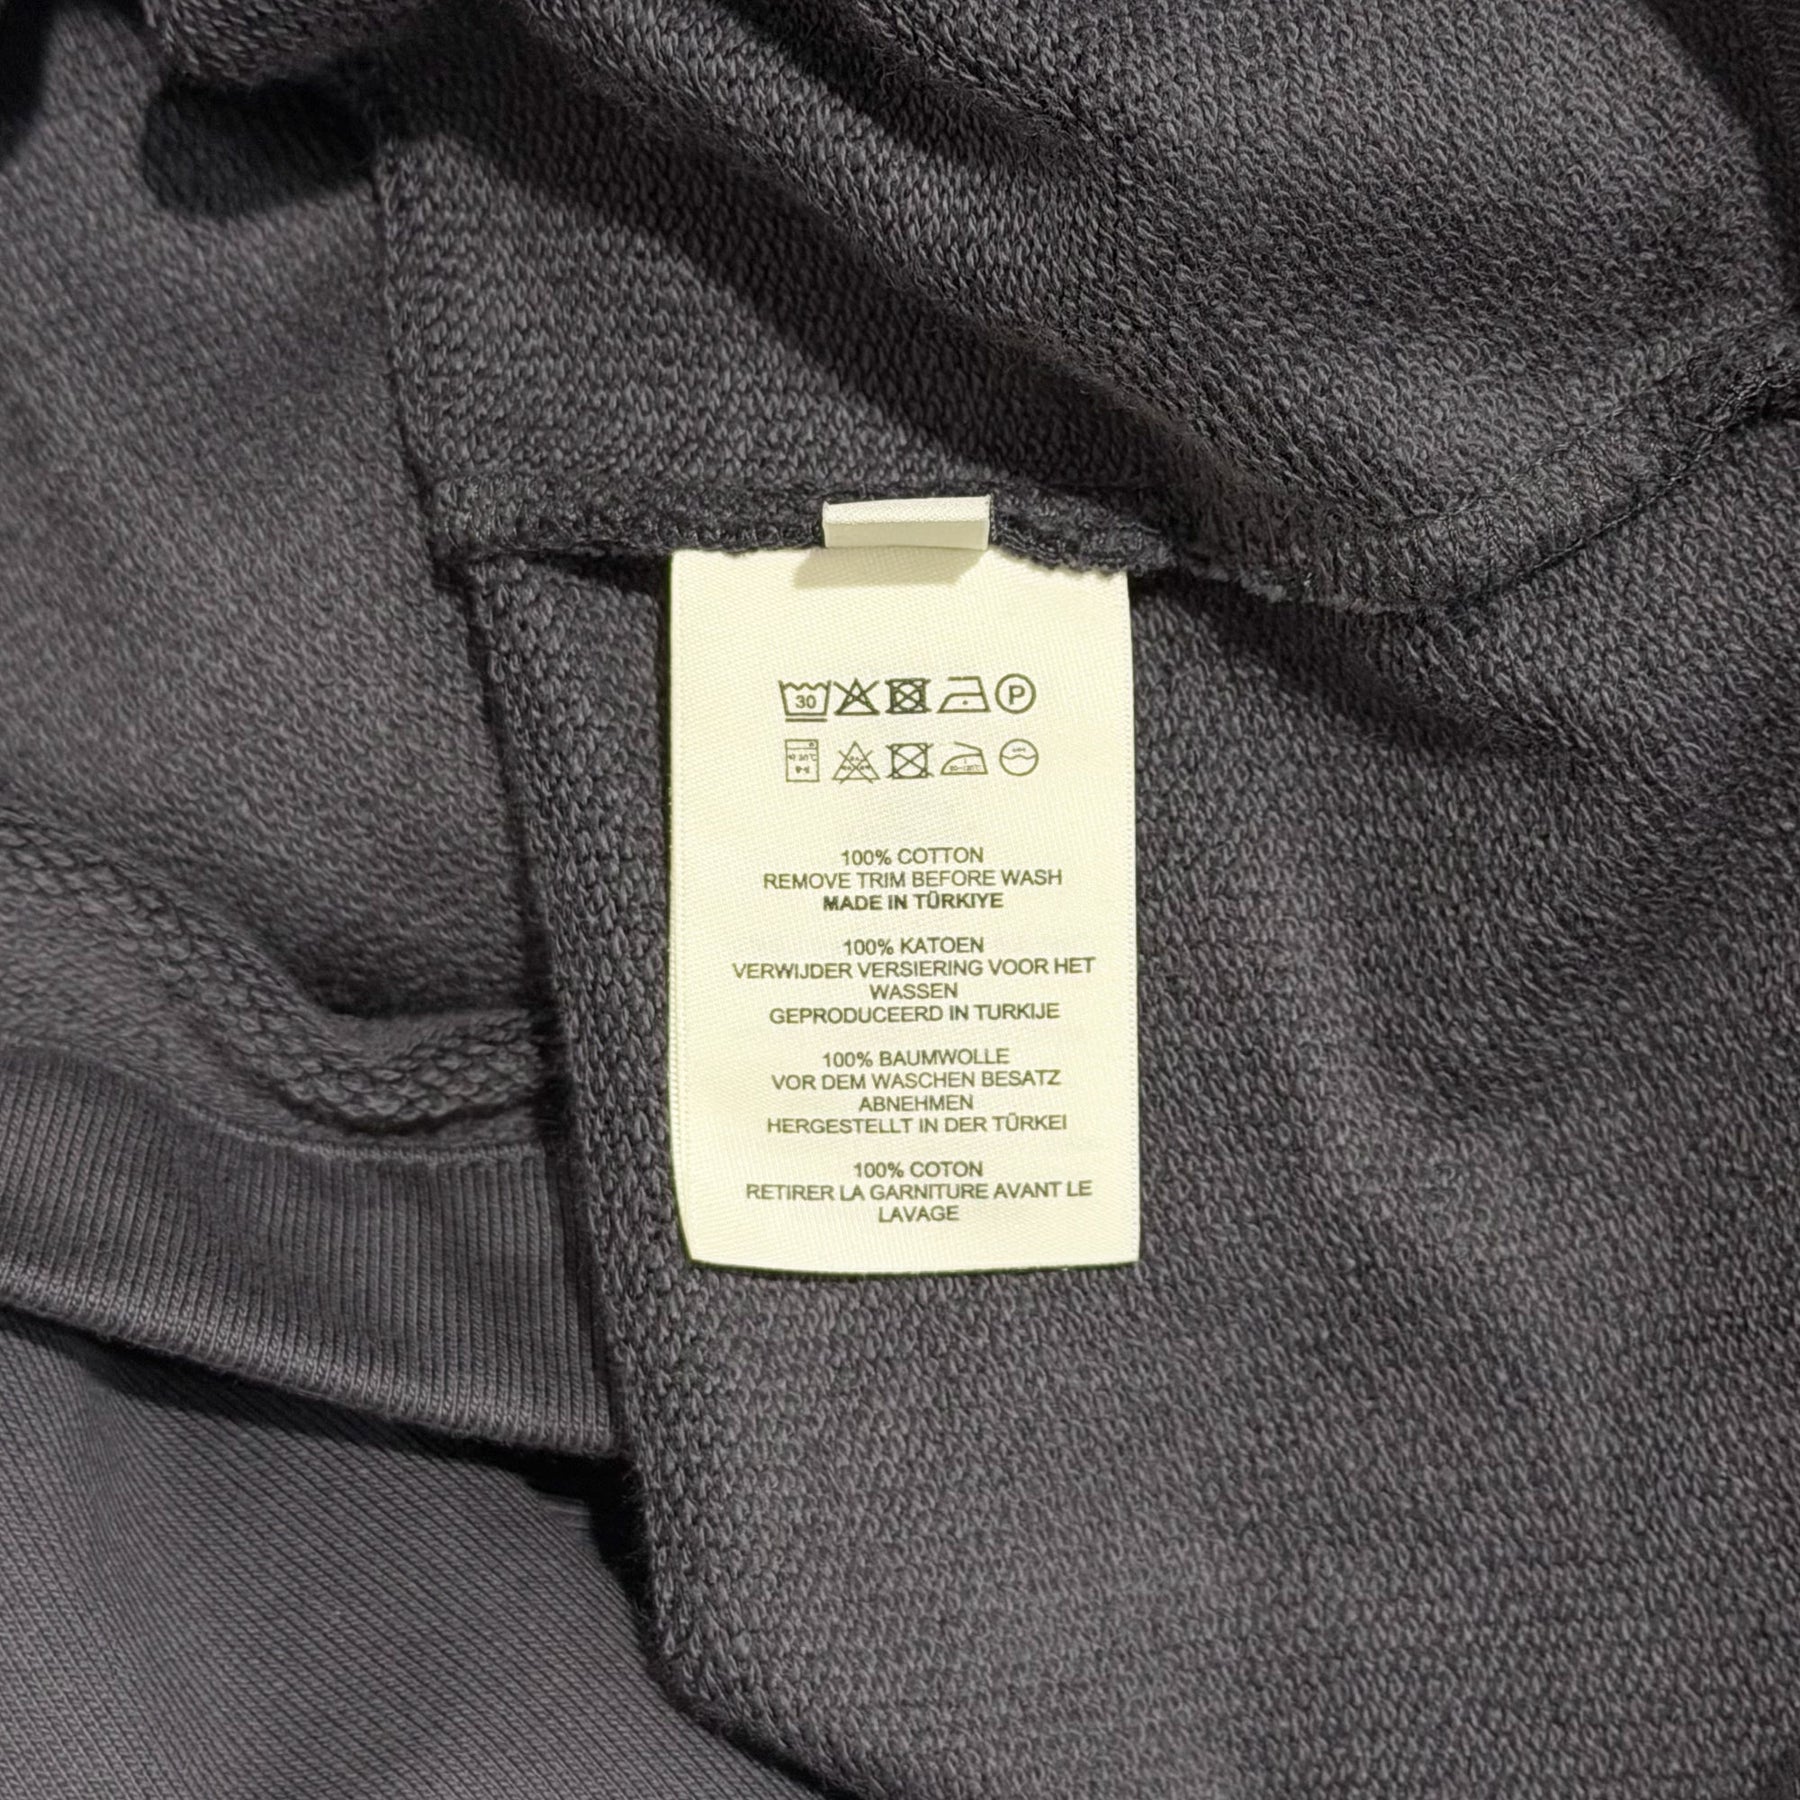 30 P
100% COTTON
REMOVE TRIM BEFORE WASH
MADE IN TÜRKIYE
100% KATOEN
VERWIJDER VERSIERING VOOR HET
WASSEN
GEPRODUCEERD IN TURKIJE
100% BAUMWOLLE
VOR DEM WASCHEN BESATZ
ABNEHMEN
HERGESTELLT IN DER TÜRKEI
100% COTON
RETIRER LA GARNITURE AVANT LE
LAVAGE